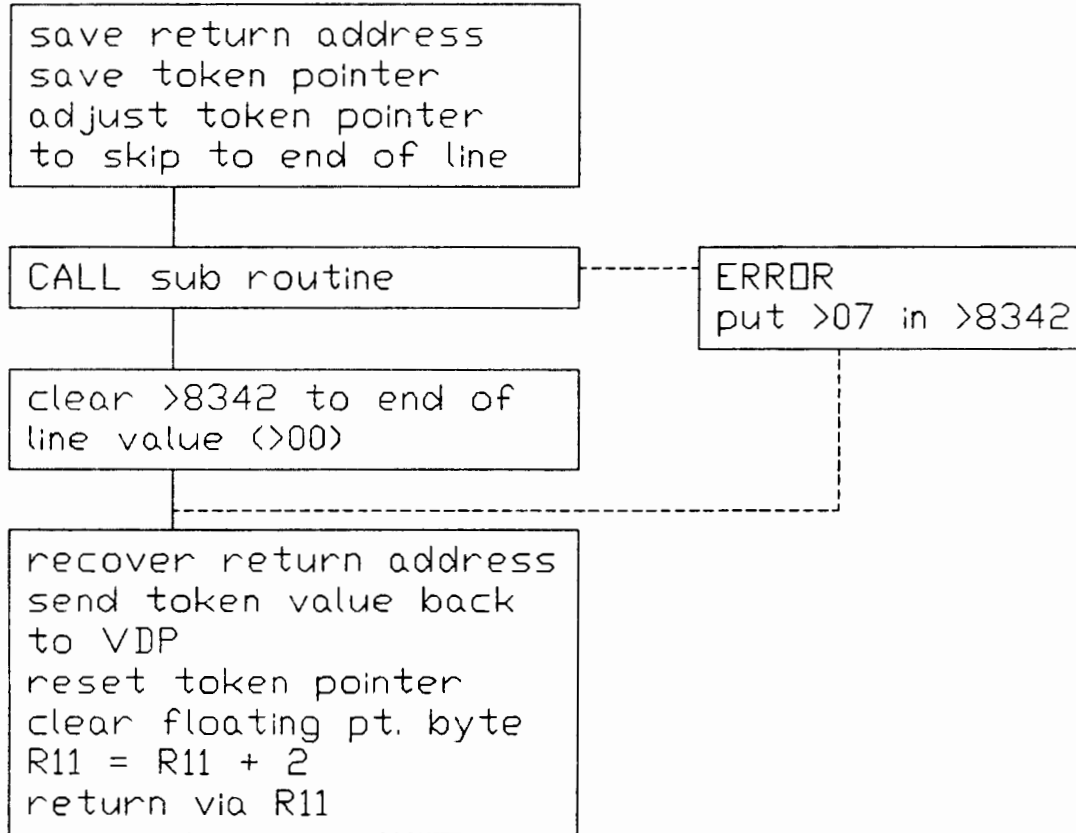 save return address
save token pointer
adjust token pointer
to skip to end of line
CALL sub routine
ERROR
put >07 in >8342
clear >8342 to end of
line value (>00)
recover return address
send token value back
to VDP
reset token pointer
clear floating pt. byte
R11 = R11 + 2
return via R11